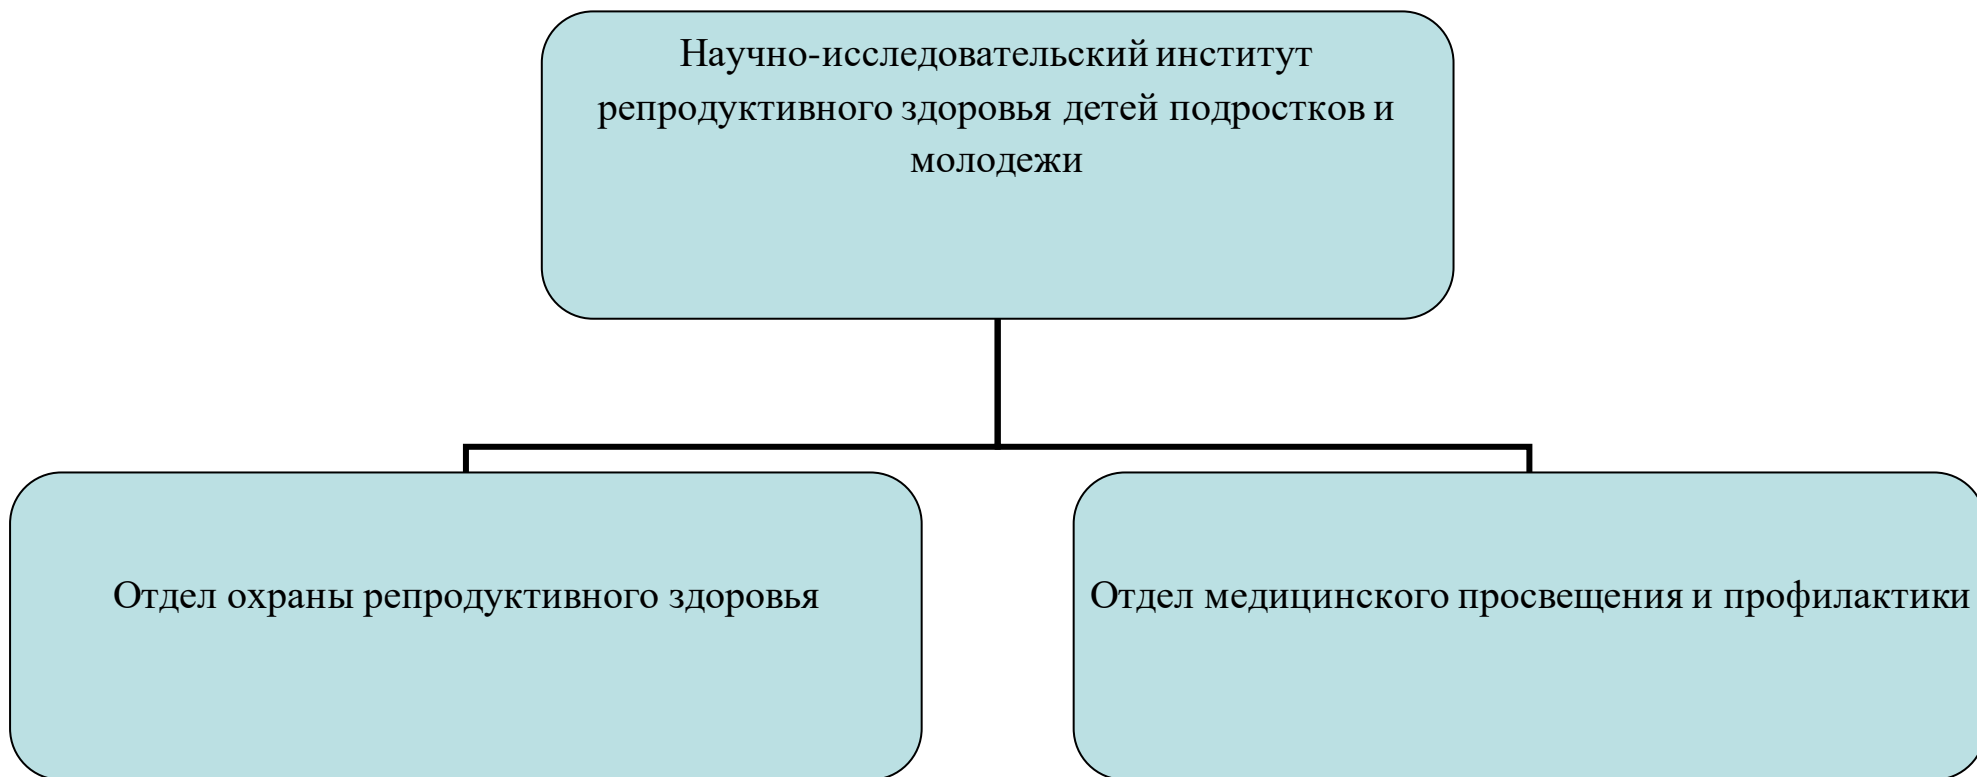 Научно-исследовательский институт
репродуктивного здоровья детей подростков и
молодежи
Отдел охраны репродуктивного здоровья
Отдел медицинского просвещения и профилактики